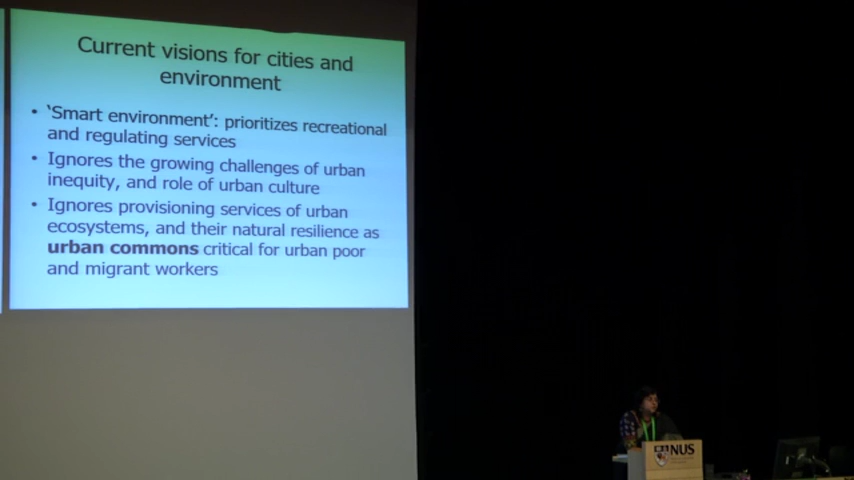 Current visions for cities and
environment
• ‘Smart environment’: prioritizes recreational
and regulating services
• Ignores the growing challenges of urban
inequity, and role of urban culture
• Ignores provisioning services of urban
ecosystems, and their natural resilience as
urban commons critical for urban poor
and migrant workers
NUS